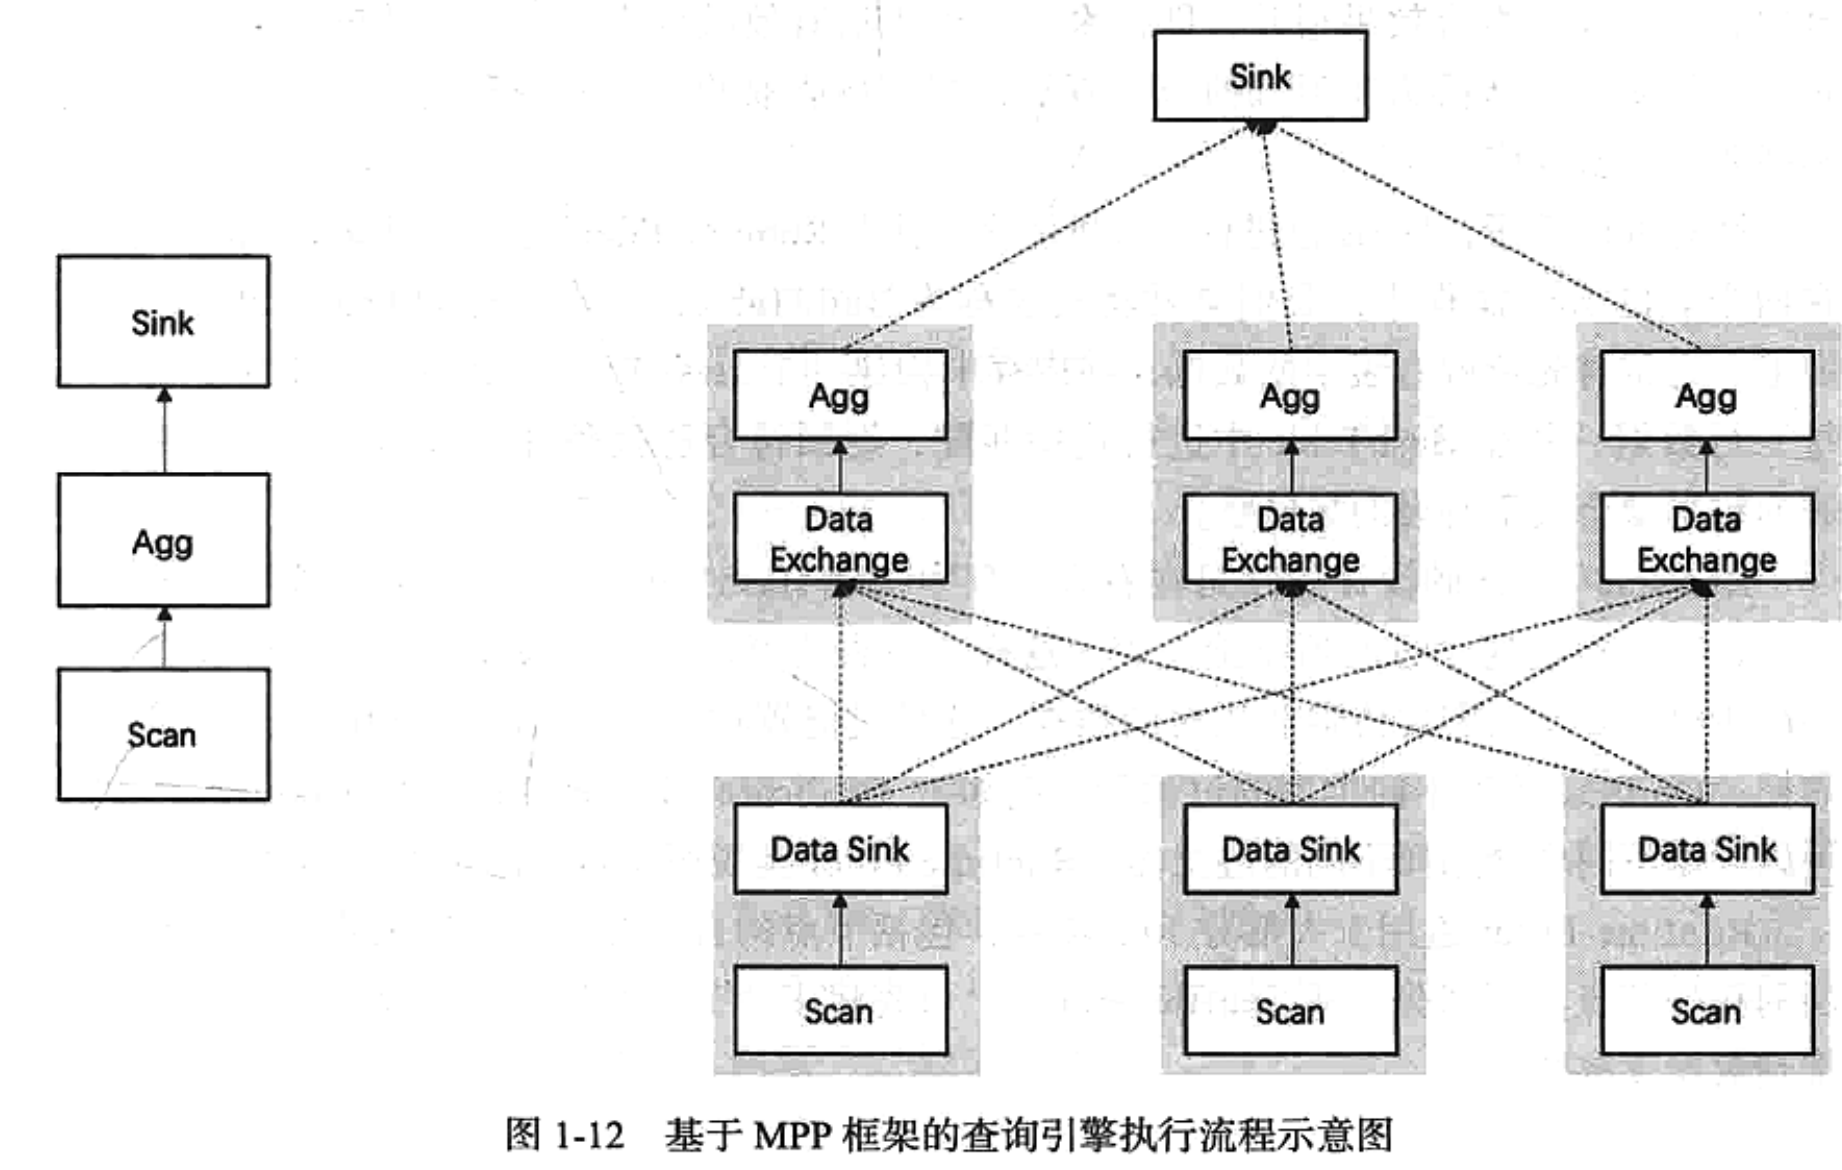 Sink
Agg
Scan
Sink
Agg
Agg
Agg
Data
Exchange
Data
Exchange
Data
Exchange
Data Sink
Data Sink
Data Sink
Scan
Scan
Scan
图 1-12 基于 MPP 框架的查询引擎执行流程示意图